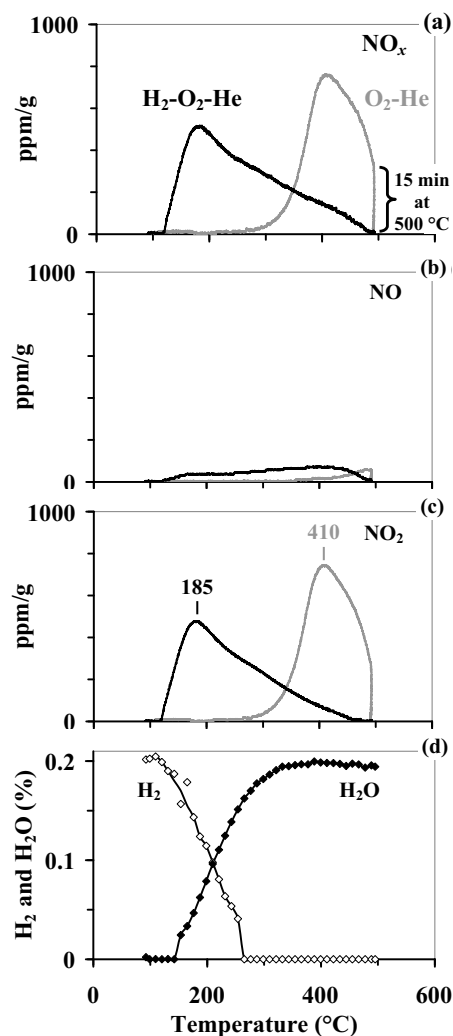 (a)
1000
NOx
H2-O2-He
O2-He
ppm/g
15 min
at
500 °C
0
(b)
1000
NO
ppm/g
0
(c)
1000
410
NO2
185
ppm/g
0
(d)
0.2
H2
H2O
H2 and H2O (%)
0.1
0
0
200
400
600
Temperature (°C)